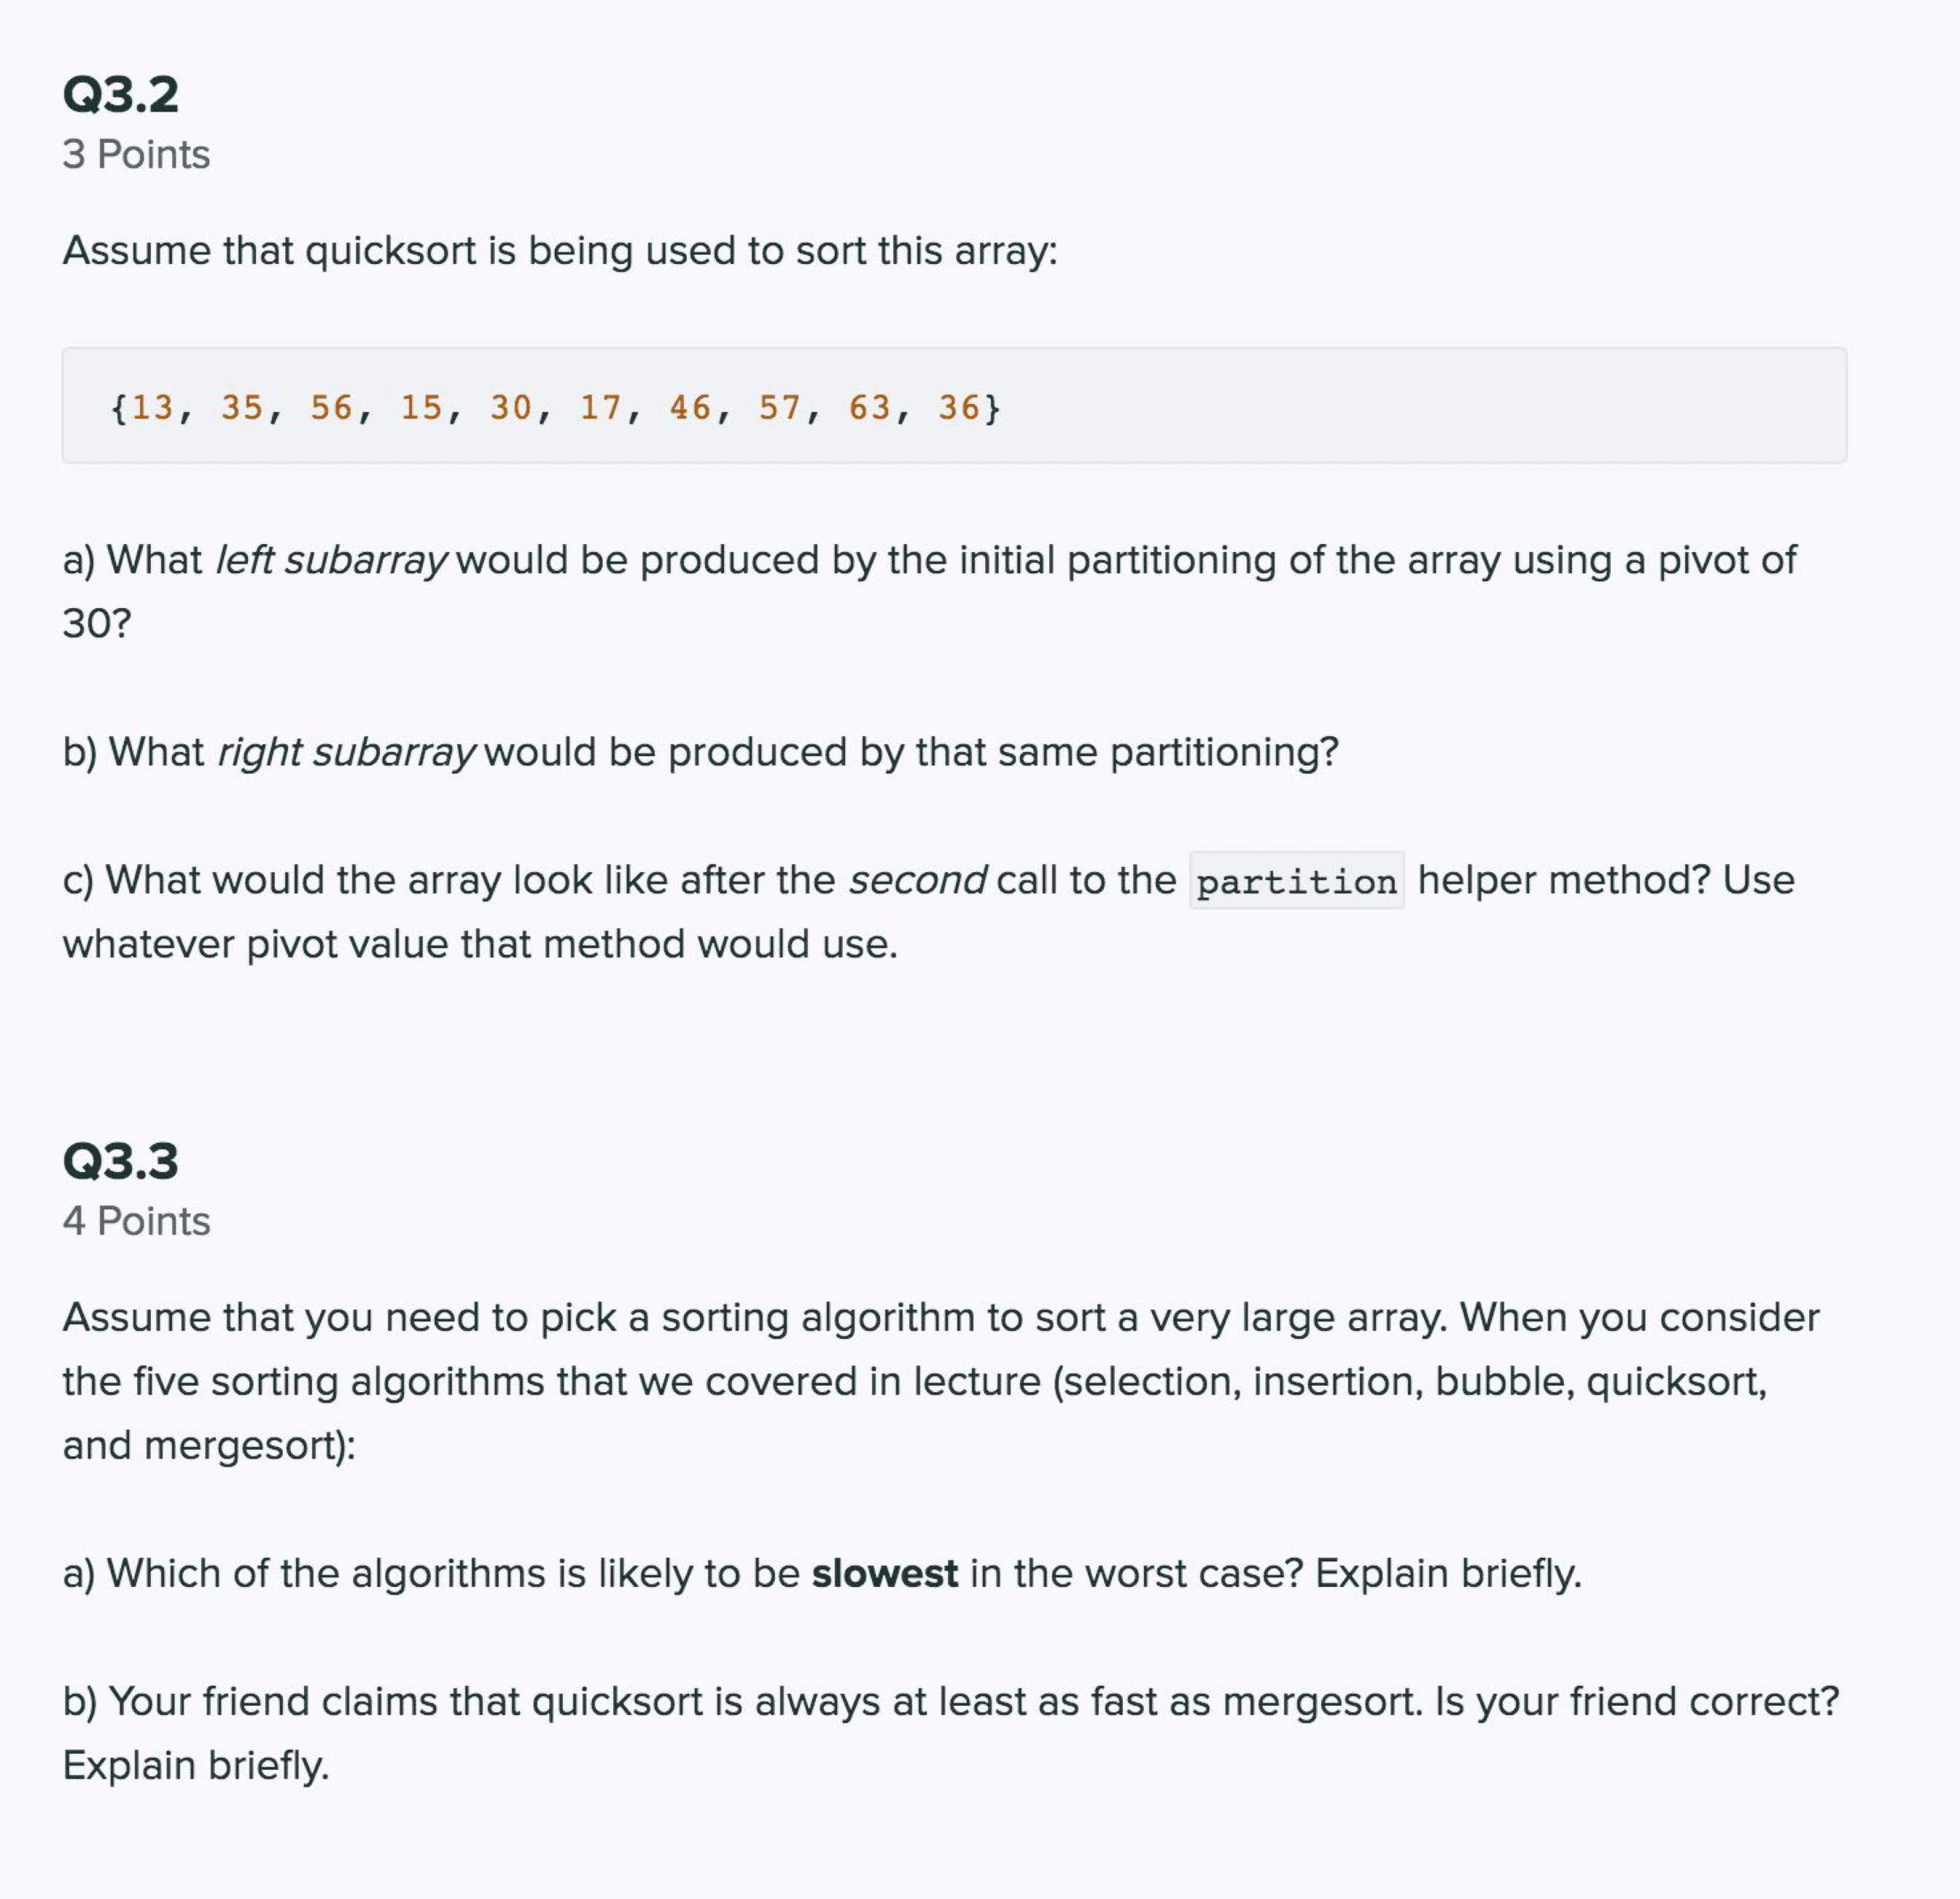 Q3.2
3 Points
Assume that quicksort is being used to sort this array:
{13, 35, 56, 15, 30, 17, 46, 57, 63, 36}
a) What left subarray would be produced by the initial partitioning of the array using a pivot of
30?
b) What right subarray would be produced by that same partitioning?
c) What would the array look like after the second call to the partition helper method? Use
whatever pivot value that method would use.
Q3.3
4 Points
Assume that you need to pick a sorting algorithm to sort a very large array. When you consider
the five sorting algorithms that we covered in lecture (selection, insertion, bubble, quicksort,
and mergesort):
a) Which of the algorithms is likely to be slowest in the worst case? Explain briefly.
b) Your friend claims that quicksort is always at least as fast as mergesort. Is your friend correct?
Explain briefly.